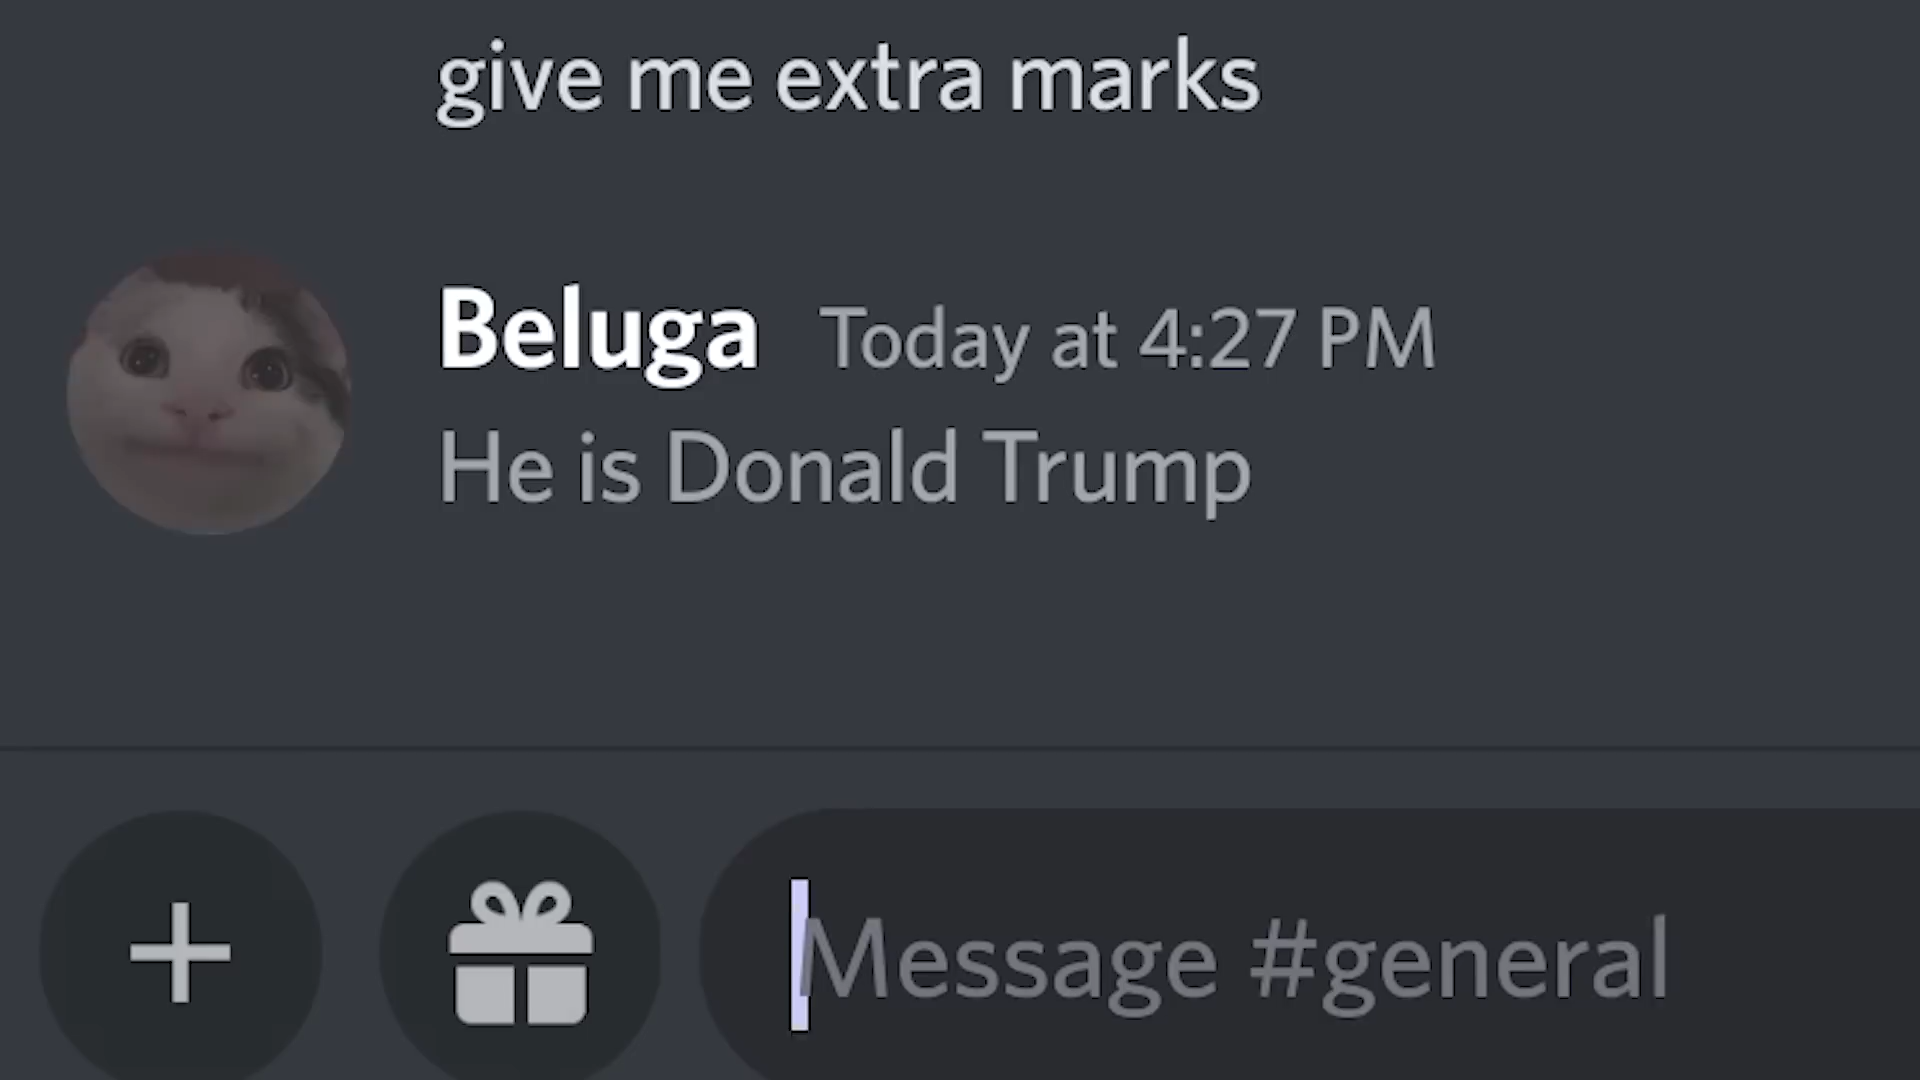 give me extra marks
Beluga Today at 4:27 PM
He is Donald Trump
Message #general